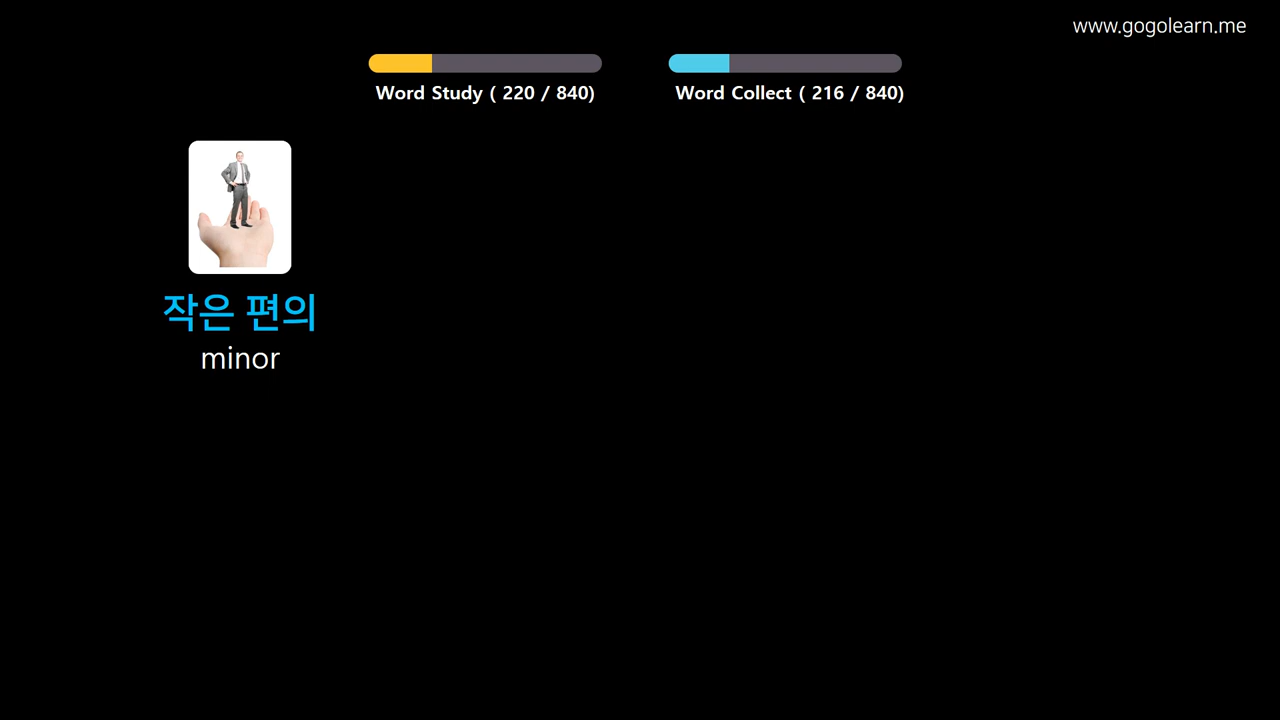 www.gogolearn.me
Word Study ( 220 / 840)
Word Collect ( 216 / 840)
작은 편의
minor